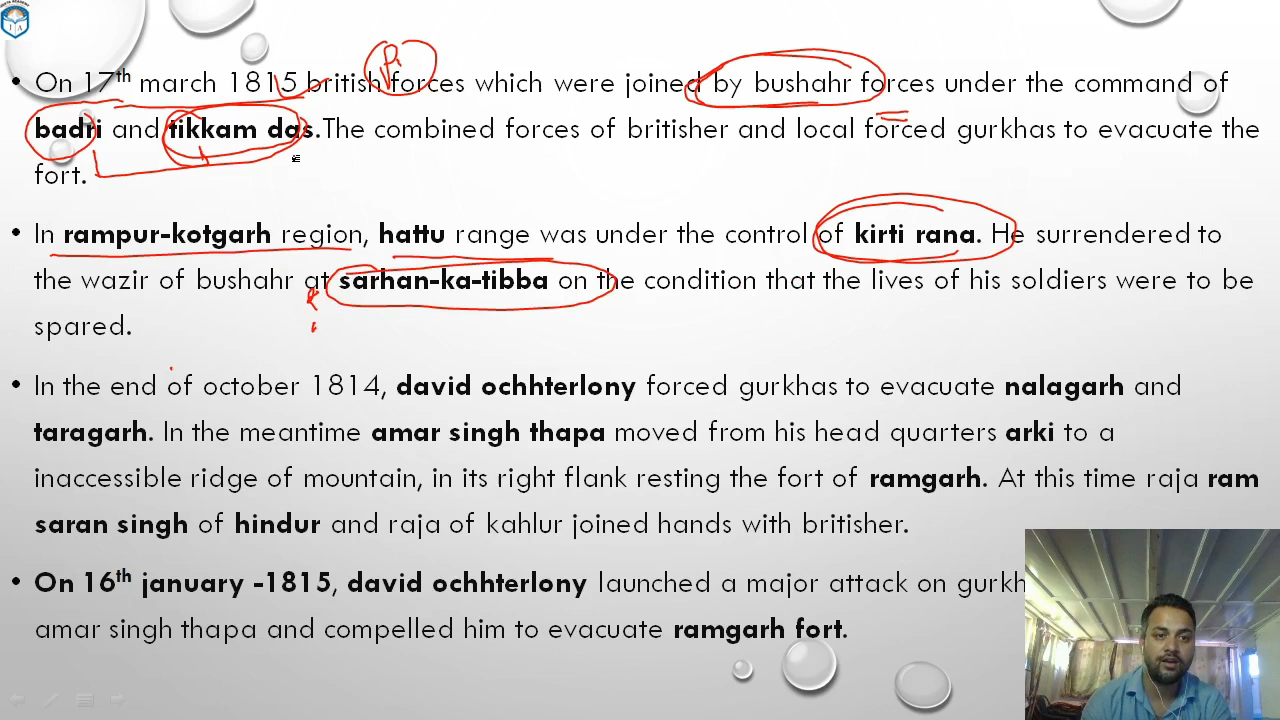 • On 17th march 1815 british forces which were joined by bushahr forces under the command of
badri and tikkam das.The combined forces of britisher and local forced gurkhas to evacuate the
fort.
• In rampur-kotgarh region, hattu range was under the control of kirti rana. He surrendered to
the wazir of bushahr at sarhan-ka-tibba on the condition that the lives of his soldiers were to be
spared.
• In the end of october 1814, david ochhterlony forced gurkhas to evacuate nalagarh and
taragarh. In the meantime amar singh thapa moved from his head quarters arki to a
inaccessible ridge of mountain, in its right flank resting the fort of ramgarh. At this time raja ram
saran singh of hindur and raja of kahlur joined hands with britisher.
• On 16th january -1815, david ochhterlony launched a major attack on gurkh
amar singh thapa and compelled him to evacuate ramgarh fort.